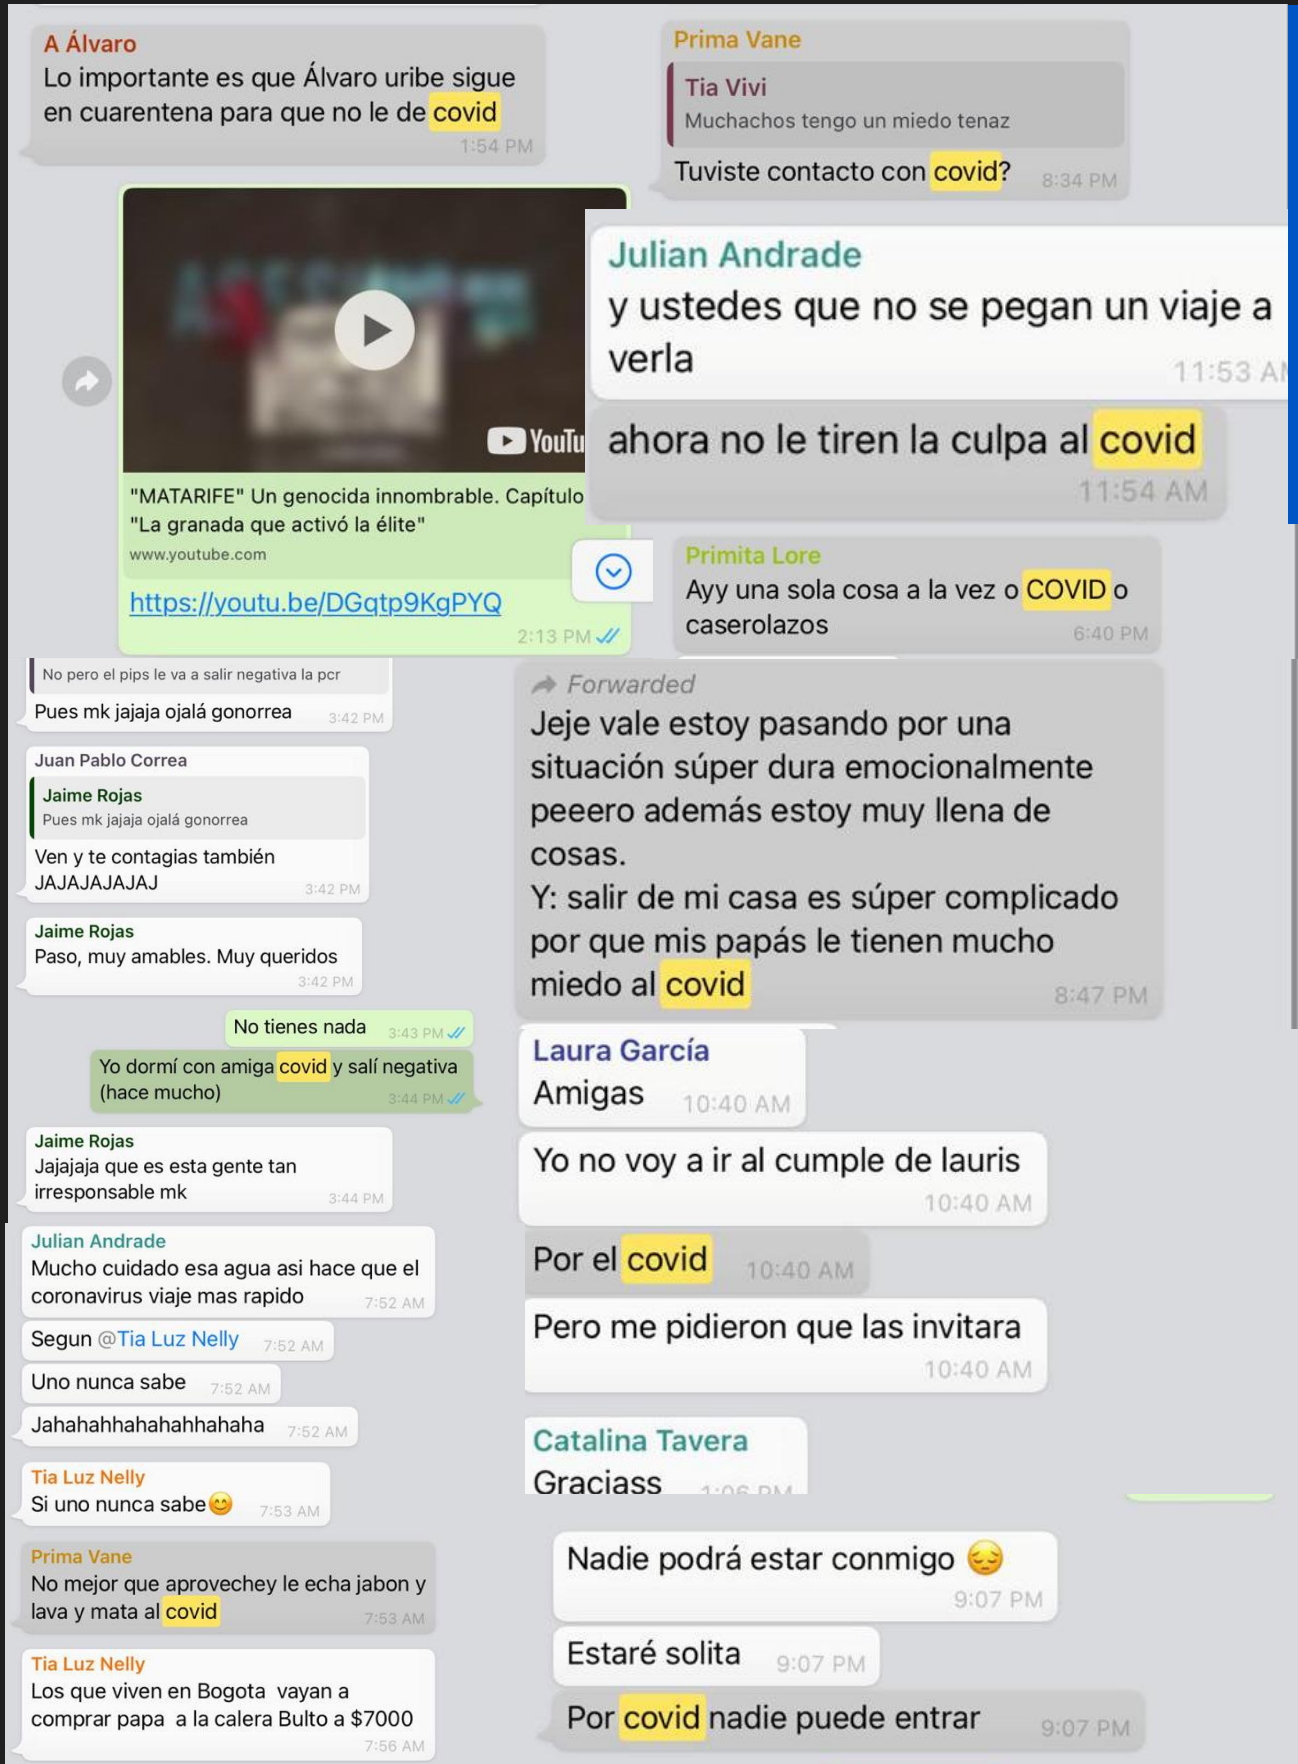 A Álvaro
Lo importante es que Álvaro uribe sigue
en cuarentena para que no le de covid
1:54 PM
YouTu
"MATARIFE" Un genocida innombrable. Capítulo
"La granada que activó la élite"
www.youtube.com
https://youtu.be/DGqtp9KgPYQ
2:13 PM
Prima Vane
Tia Vivi
Muchachos tengo un miedo tenaz
Tuviste contacto con covid?
8:34 PM
Julian Andrade
y ustedes que no se pegan un viaje a
verla
11:53 AM
ahora no le tiren la culpa al covid
11:54 AM
Primita Lore
Ayy una sola cosa a la vez o COVID o
caserolazos
6:40 PM
No pero el pips le va a salir negativa la pcr
Pues mk jajaja ojalá gonorrea
3:42 PM
Juan Pablo Correa
Jaime Rojas
Pues mk jajaja ojalá gonorrea
Ven y te contagias también
JAJAJAJAJAJ
3:42 PM
Jaime Rojas
Paso, muy amables. Muy queridos
3:42 PM
No tienes nada
3:43 PM
Yo dormí con amiga covid y salí negativa
(hace mucho)
3:44 PM
Jaime Rojas
Jajajaja que es esta gente tan
irresponsable mk
3:44 PM
Julian Andrade
Mucho cuidado esa agua asi hace que el
coronavirus viaje mas rapido
7:52 AM
Segun @Tia Luz Nelly
7:52 AM
Uno nunca sabe
7:52 AM
Jahahahhahahahhahaha
7:52 AM
Tia Luz Nelly
Si uno nunca sabe😊
7:53 AM
Prima Vane
No mejor que aprovechey le echa jabon y
lava y mata al covid
7:53 AM
Tia Luz Nelly
Los que viven en Bogota vayan a
comprar papa a la calera Bulto a $7000
7:56 AM
Forwarded
Jeje vale estoy pasando por una
situación súper dura emocionalmente
peeero además estoy muy llena de
cosas.
Y: salir de mi casa es súper complicado
por que mis papás le tienen mucho
miedo al covid
8:47 PM
Laura García
Amigas
10:40 AM
Yo no voy a ir al cumple de lauris
10:40 AM
Por el covid
10:40 AM
Pero me pidieron que las invitara
10:40 AM
Catalina Tavera
Graciass
1:06 PM
Nadie podrá estar conmigo 😔
9:07 PM
Estaré solita
9:07 PM
Por covid nadie puede entrar
9:07 PM